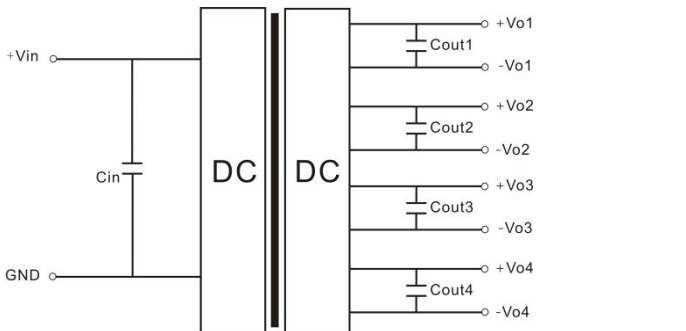 +Vin
Cin
GND
DC
DC
+Vo1
Cout1
-Vo1
+Vo2
Cout2
-Vo2
+Vo3
Cout3
-Vo3
+Vo4
Cout4
-Vo4